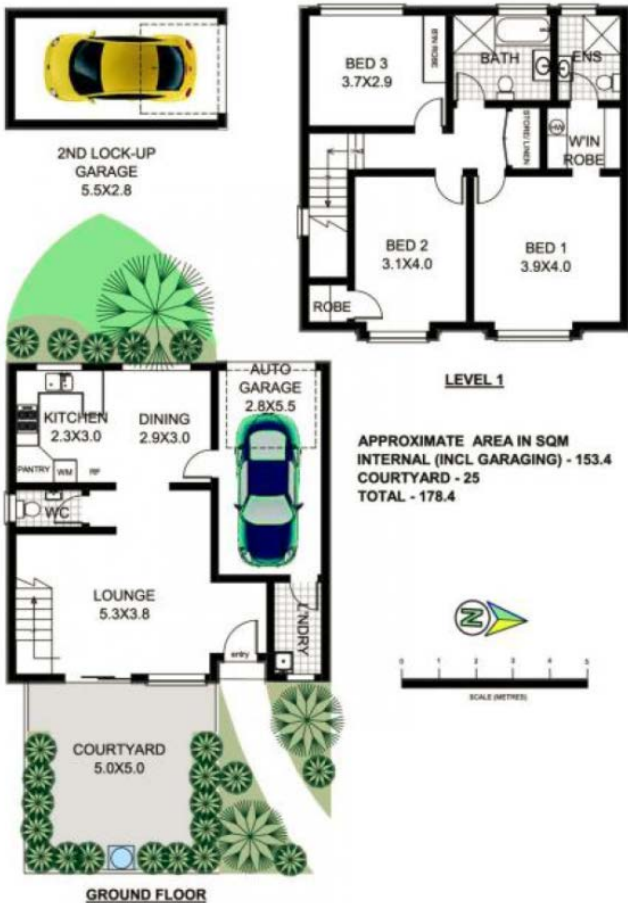 2ND LOCK-UP
GARAGE
5.5X2.8
BED 3
3.7X2.9
B'IN ROBE
BATH
ENS
STORE/ LINEN
HW
W'IN
ROBE
BED 2
3.1X4.0
BED 1
3.9X4.0
ROBE
LEVEL 1
AUTO
GARAGE
2.8X5.5
KITCHEN
2.3X3.0
DINING
2.9X3.0
PANTRY
WM
RF
WC
LOUNGE
5.3X3.8
LNDRY
entry
COURTYARD
5.0X5.0
GROUND FLOOR
APPROXIMATE AREA IN SQM
INTERNAL (INCL GARAGING) - 153.4
COURTYARD - 25
TOTAL - 178.4
N
0 1 2 3 4 5
SCALE (METRES)